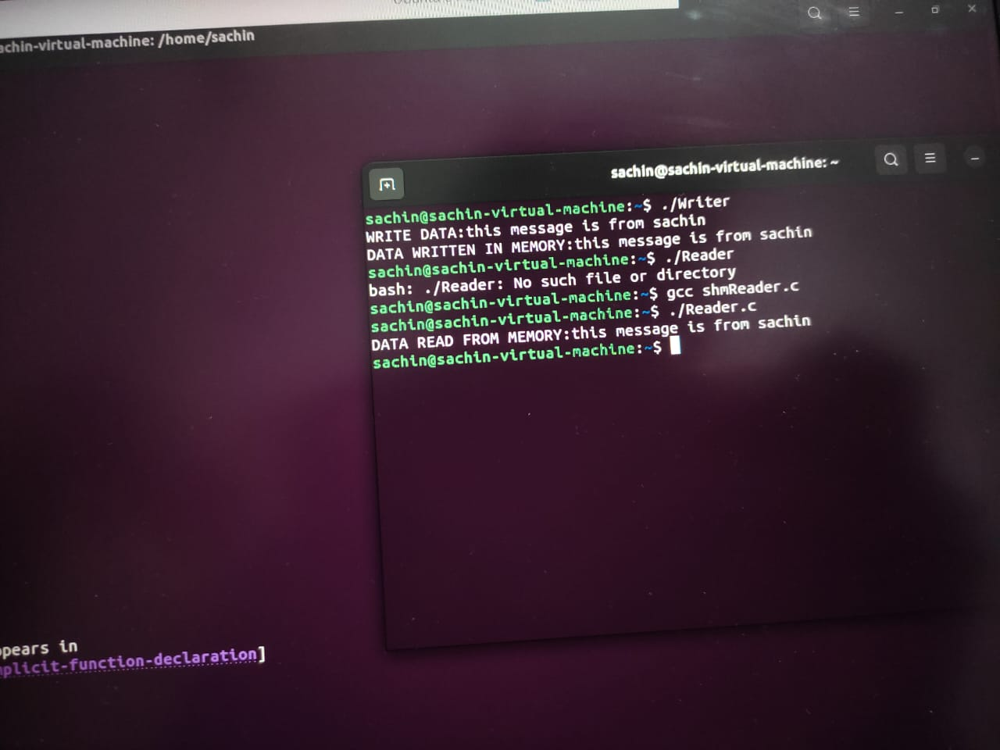 sachin-virtual-machine: /home/sachin
sachin@sachin-virtual-machine: ~
sachin@sachin-virtual-machine:~$ ./Writer
WRITE DATA:this message is from sachin
DATA WRITTEN IN MEMORY:this message is from sachin
sachin@sachin-virtual-machine:~$ ./Reader
bash: ./Reader: No such file or directory
sachin@sachin-virtual-machine:~$ gcc shmReader.c
sachin@sachin-virtual-machine:~$ ./Reader.c
DATA READ FROM MEMORY:this message is from sachin
sachin@sachin-virtual-machine:~$
ppears in
mplicit-function-declaration]